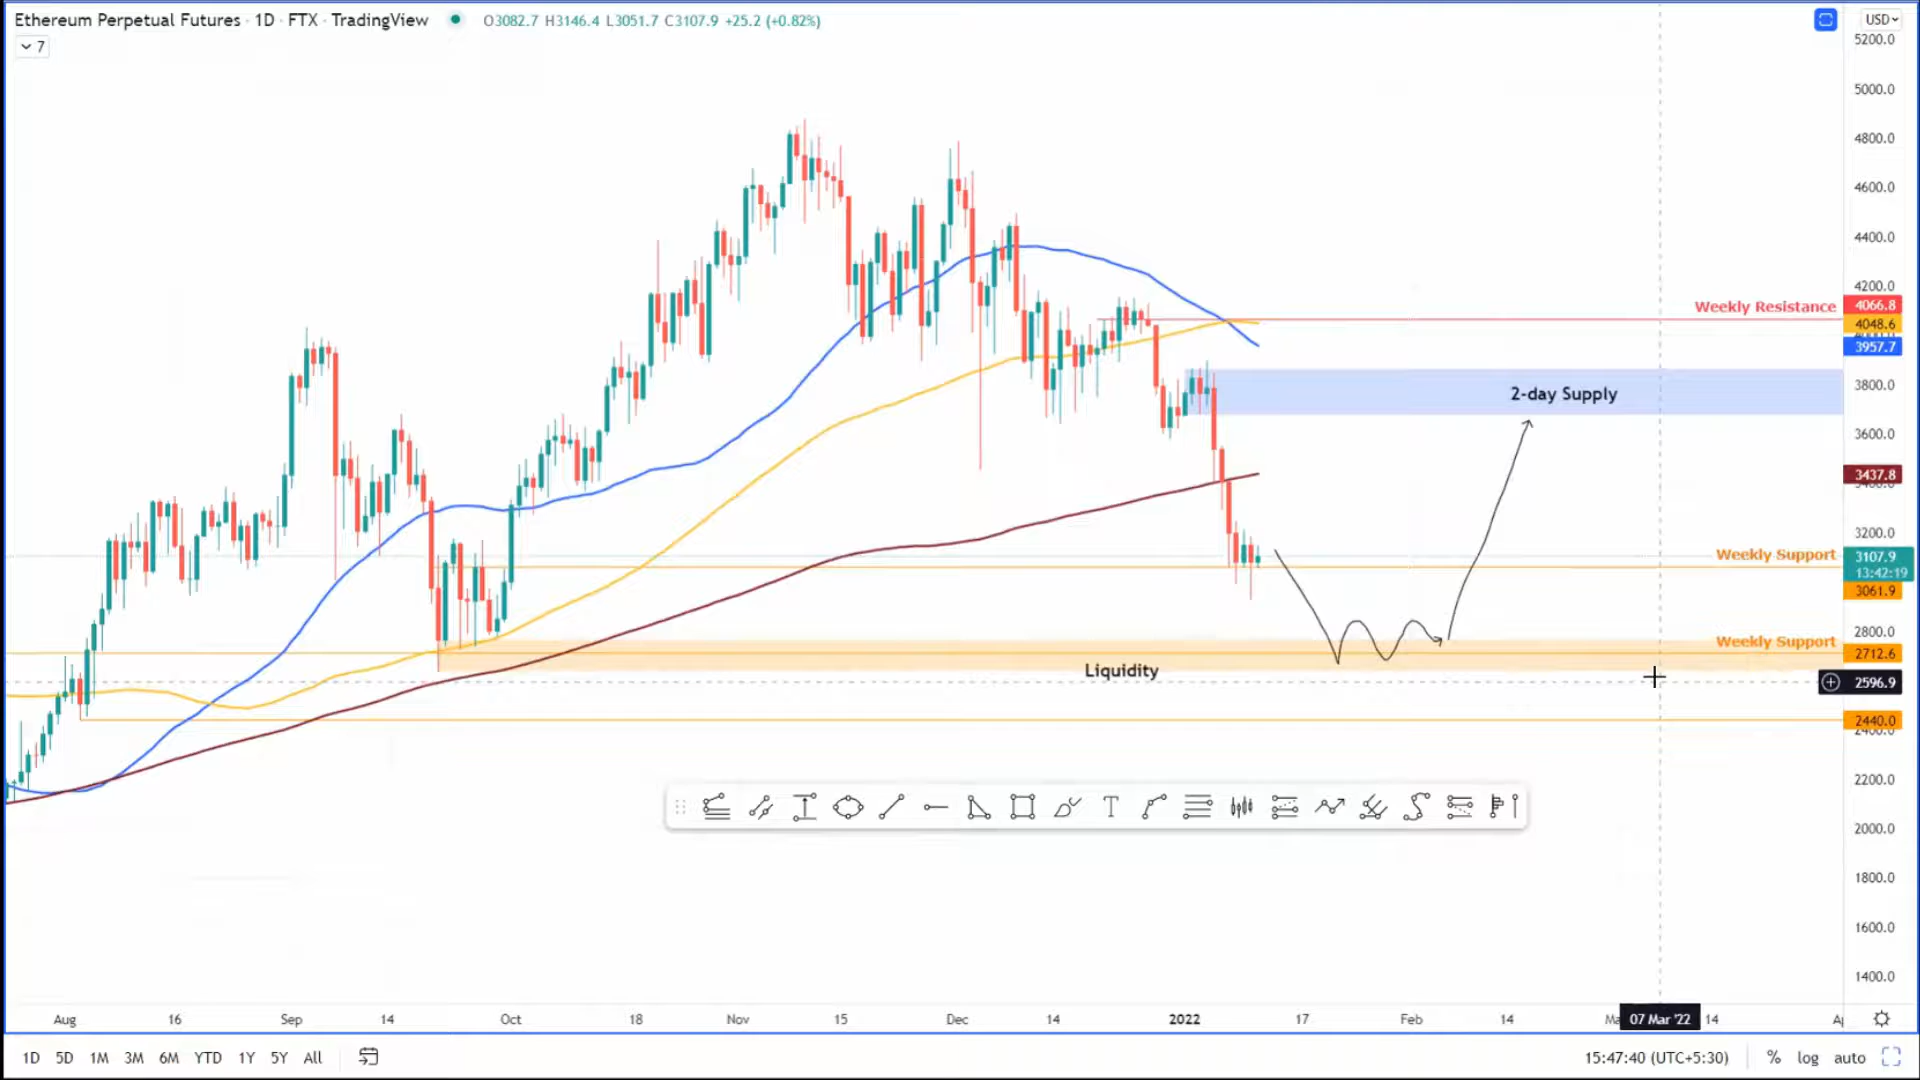 Ethereum Perpetual Futures · 1D · FTX · TradingView O3082.7 H3146.4 L3051.7 C3107.9 +25.2 (+0.82%)
7
USD
5200.0
5000.0
4800.0
4600.0
4400.0
4200.0
Weekly Resistance 4066.8
4048.6
3957.7
3800.0
2-day Supply
3600.0
3437.8
3200.0
Weekly Support 3107.9
13:42:19
3061.9
2800.0
Weekly Support 2712.6
Liquidity
2596.9
2440.0
2400.0
2200.0
2000.0
1800.0
1600.0
1400.0
Aug 16 Sep 14 Oct 18 Nov 15 Dec 14 2022 17 Feb 14 07 Mar '22 14
1D 5D 1M 3M 6M YTD 1Y 5Y All 15:47:40 (UTC+5:30) % log auto